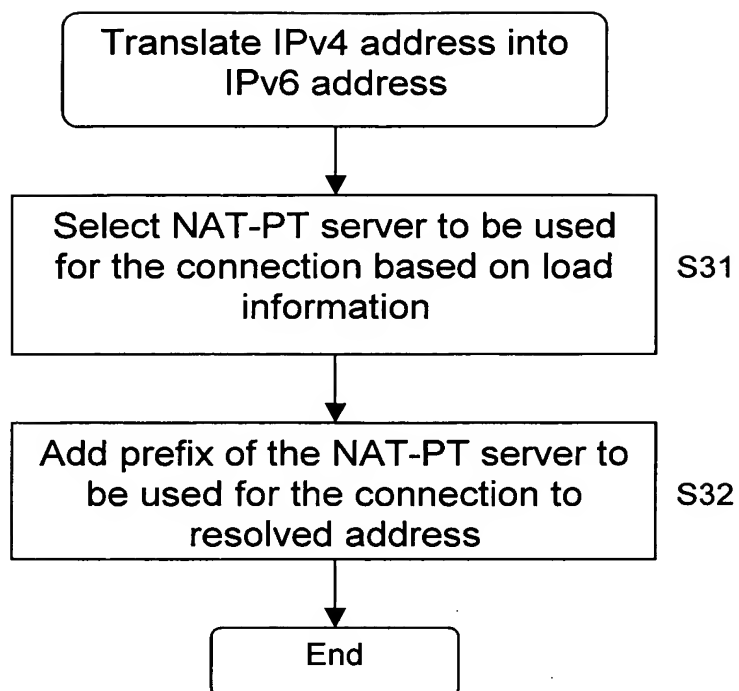 Translate IPv4 address into
IPv6 address
Select NAT-PT server to be used
for the connection based on load
information
S31
Add prefix of the NAT-PT server to
be used for the connection to
resolved address
S32
End